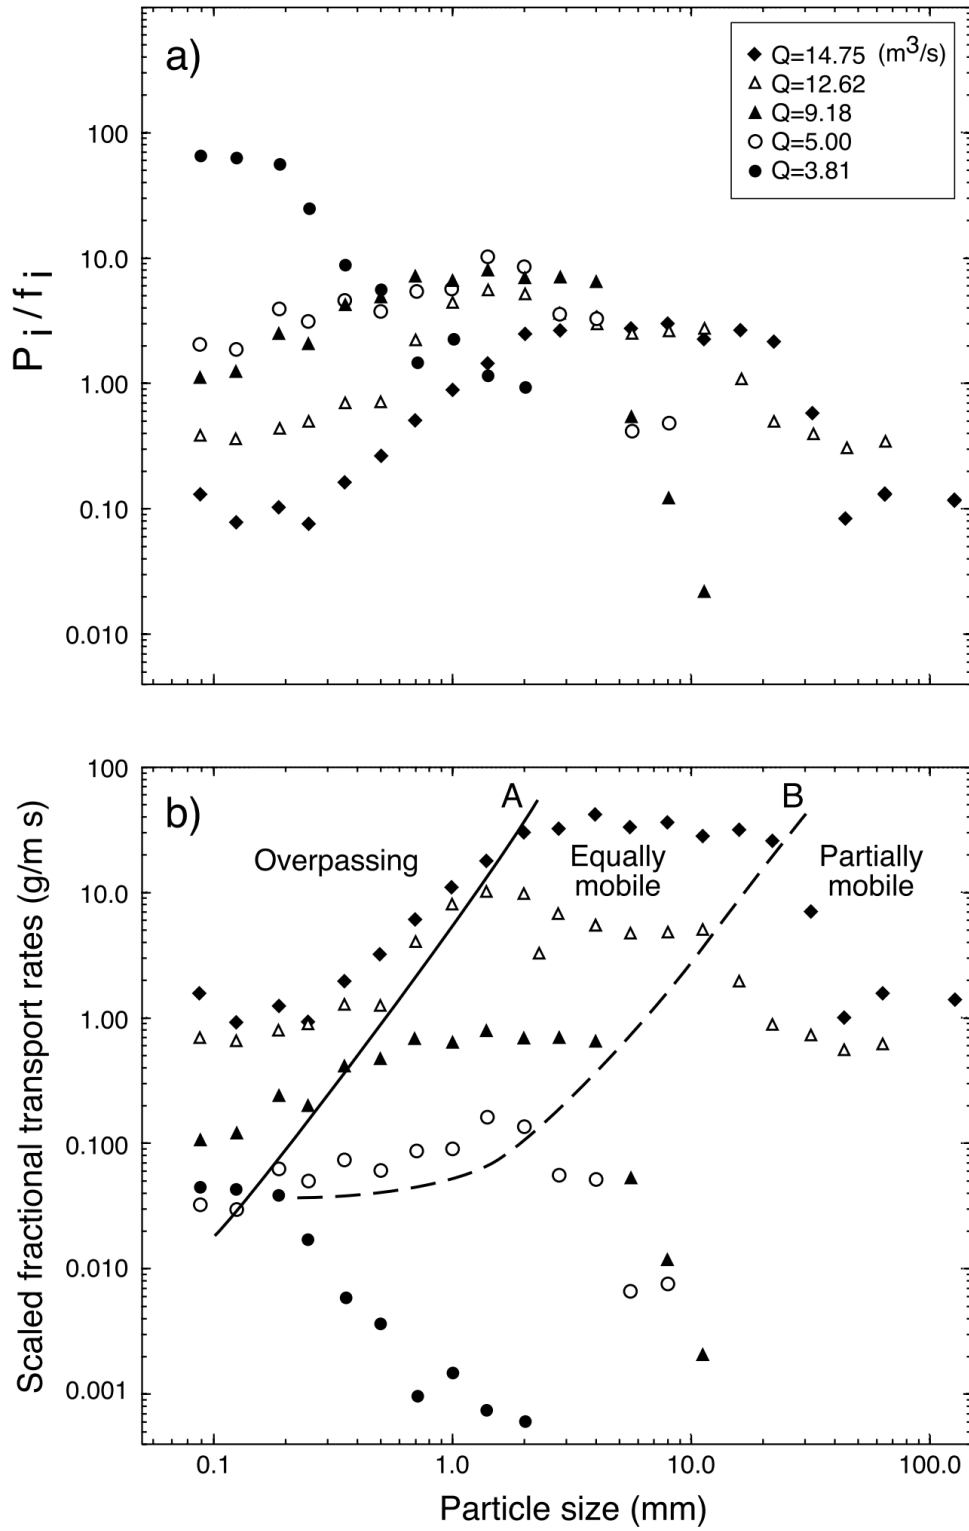 a)
Q=14.75 (m3/s)
Q=12.62
Q=9.18
Q=5.00
Q=3.81
100
10.0
1.00
0.10
0.010
P i / f i
b)
A
B
Overpassing
Equally
mobile
Partially
mobile
100
10.0
1.00
0.100
0.010
0.001
Scaled fractional transport rates (g/m s)
0.1
1.0
10.0
100.0
Particle size (mm)